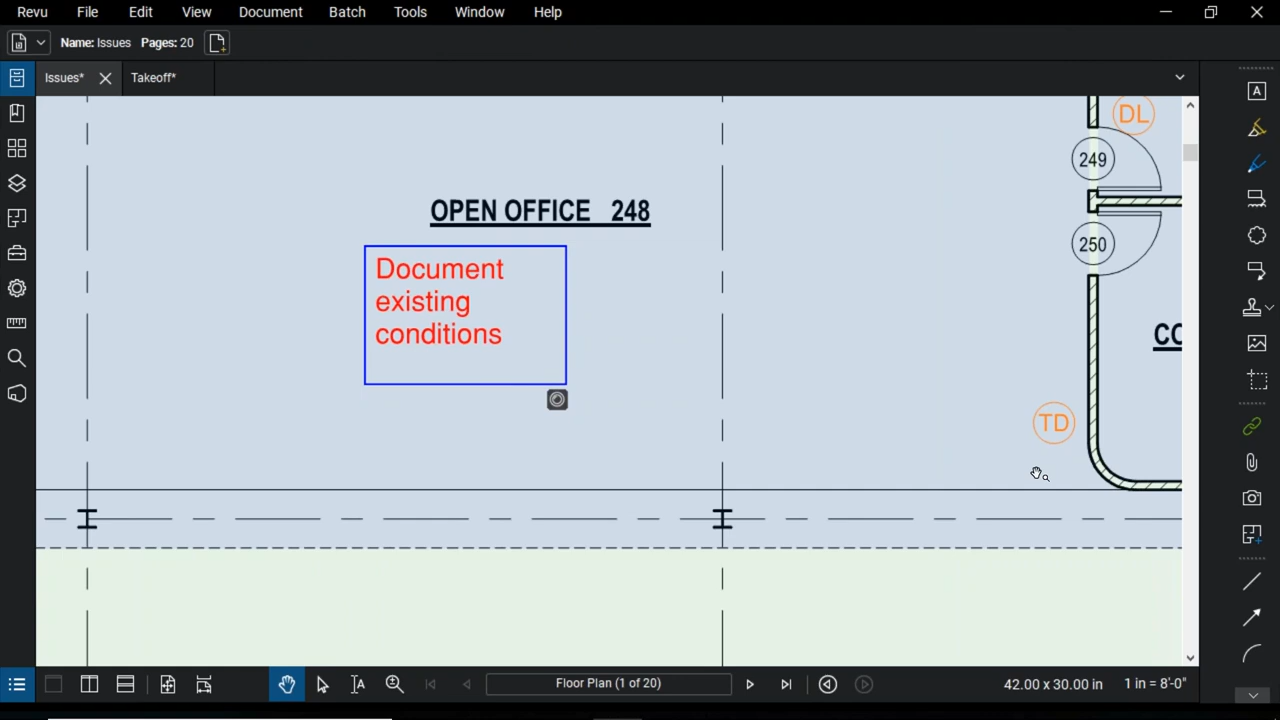 Revu File Edit View Document Batch Tools Window Help
Name: Issues Pages: 20
Issues* Takeoff*
DL
249
OPEN OFFICE 248
250
Document
existing
conditions
CO
TD
Floor Plan (1 of 20)
42.00 x 30.00 in 1 in = 8'-0"